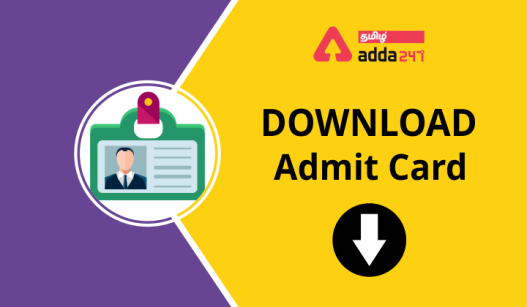 தமிழ்
adda247
DOWNLOAD
Admit Card